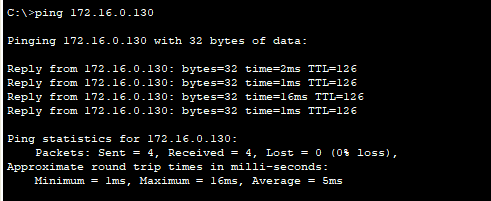 C:\>ping 172.16.0.130
Pinging 172.16.0.130 with 32 bytes of data:
Reply from 172.16.0.130: bytes=32 time=2ms TTL=126
Reply from 172.16.0.130: bytes=32 time=1ms TTL=126
Reply from 172.16.0.130: bytes=32 time=16ms TTL=126
Reply from 172.16.0.130: bytes=32 time=1ms TTL=126
Ping statistics for 172.16.0.130:
    Packets: Sent = 4, Received = 4, Lost = 0 (0% loss),
Approximate round trip times in milli-seconds:
    Minimum = 1ms, Maximum = 16ms, Average = 5ms